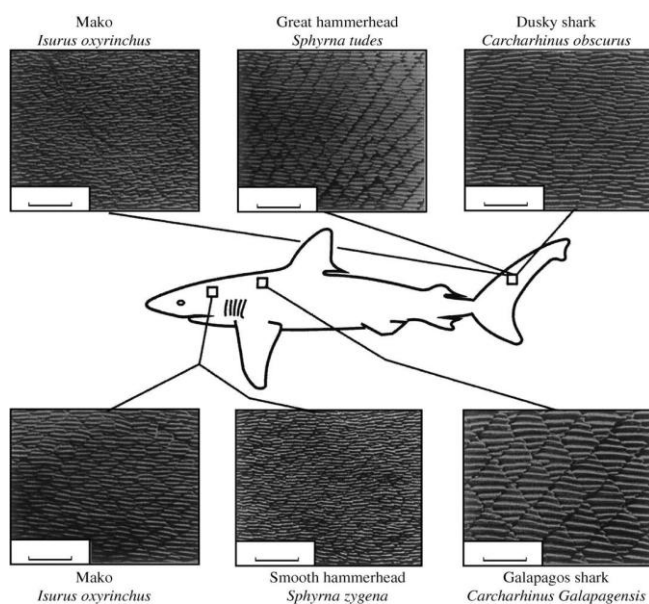 Mako
Isurus oxyrinchus
Great hammerhead
Sphyrna tudes
Dusky shark
Carcharhinus obscurus
Mako
Isurus oxyrinchus
Smooth hammerhead
Sphyrna zygena
Galapagos shark
Carcharhinus Galapagensis